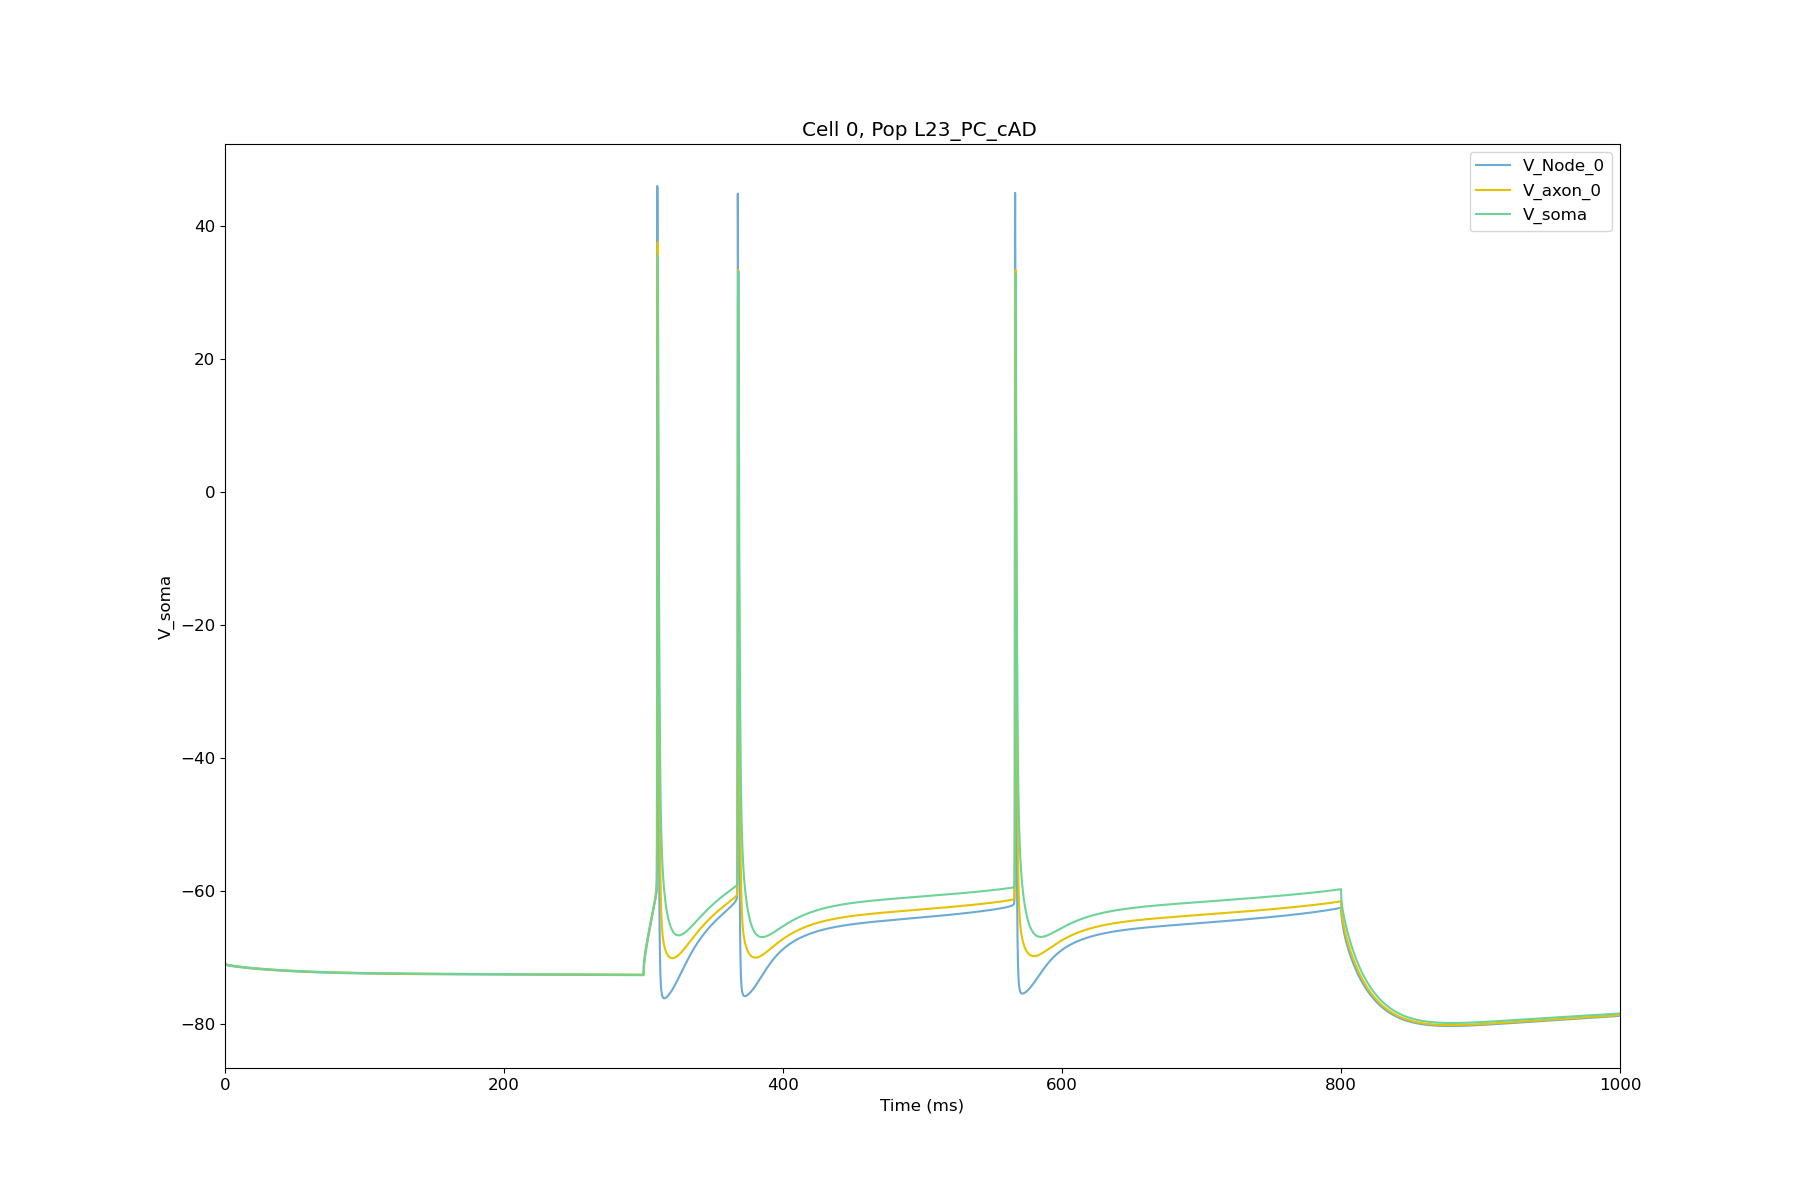 Cell 0, Pop L23_PC_cAD
V_Node_0
V_axon_0
V_soma
40
20
0
−20
−40
−60
−80
V_soma
0 200 400 600 800 1000
Time (ms)